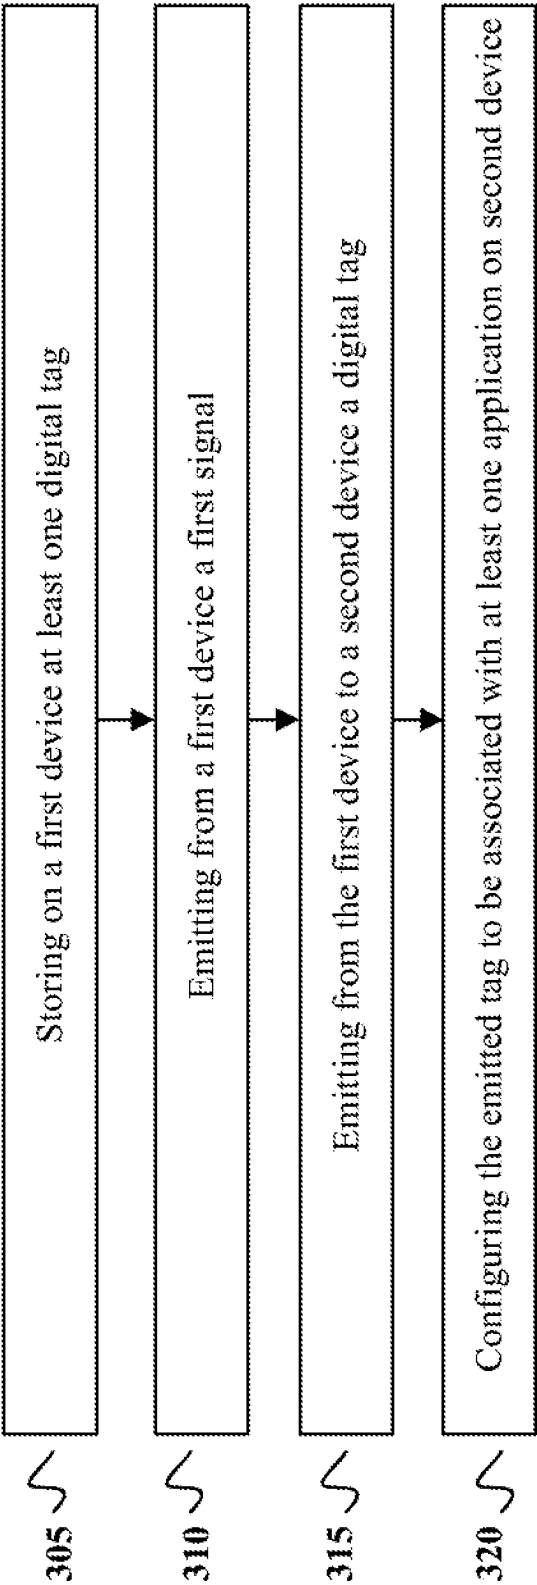 305
Storing on a first device at least one digital tag
310
Emitting from a first device a first signal
315
Emitting from the first device to a second device a digital tag
320
Configuring the emitted tag to be associated with at least one application on second device